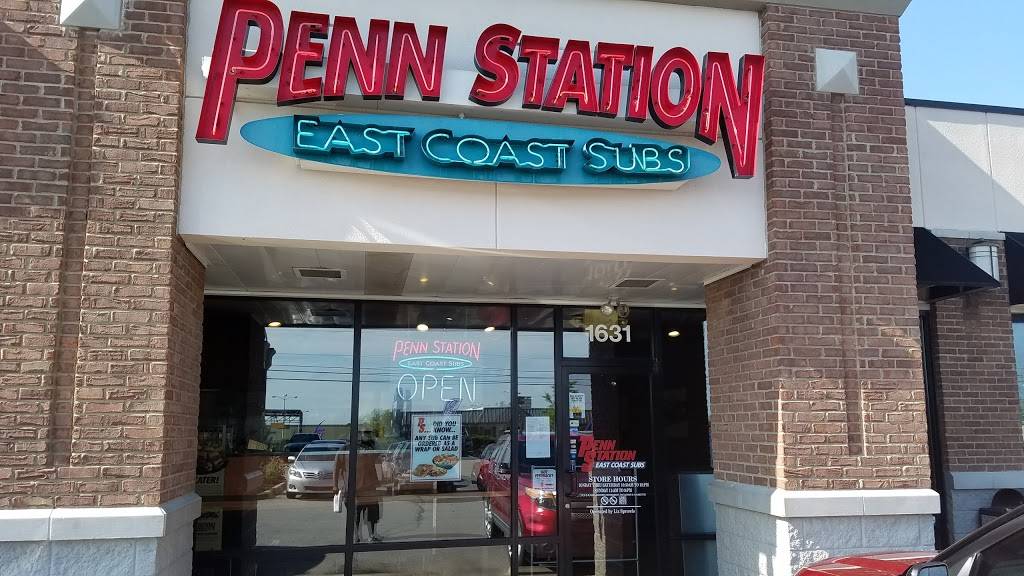 PENN STATION
EAST COAST SUBS
1631
PENN STATION
EAST COAST SUBS
OPEN
DID YOU
KNOW...
ANY SUB CAN BE
ORDERED AS A
WRAP OR SALAD
PENN
STATION
EAST COAST SUBS
STORE HOURS